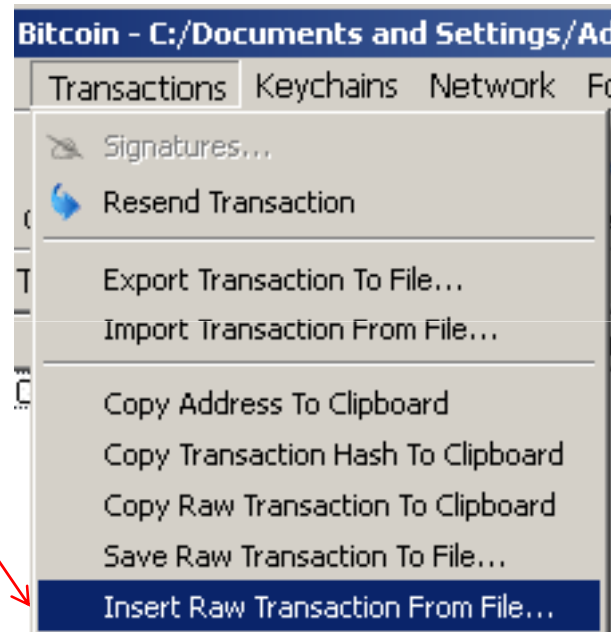 Bitcoin - C:/Documents and Settings/Ad
Transactions Keychains Network Fo
Signatures...
Resend Transaction
Export Transaction To File...
Import Transaction From File...
Copy Address To Clipboard
Copy Transaction Hash To Clipboard
Copy Raw Transaction To Clipboard
Save Raw Transaction To File...
Insert Raw Transaction From File...